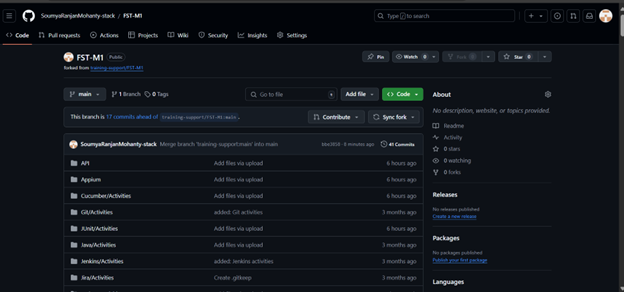 SoumyaRanjanMohanty-stack / FST-M1
Type / to search
Code
Pull requests
Actions
Projects
Wiki
Security
Insights
Settings
FST-M1 Public
forked from training-support/FST-M1
Pin
Watch 0
Star 0
main
1 Branch
0 Tags
Go to file
Add file
Code
This branch is 17 commits ahead of training-support/FST-M1:main.
Contribute
Sync fork
SoumyaRanjanMohanty-stack Merge branch 'training-support:main' into main
minutes ago
41 Commits
API Add files via upload 6 hours ago
Appium Add files via upload 6 hours ago
Cucumber/Activities Add files via upload 6 hours ago
Git/Activities added: Git activities 3 months ago
JUnit/Activities Add files via upload 6 hours ago
Java/Activities Add files via upload 3 months ago
Jenkins/Activities added: Jenkins activities 3 months ago
Jira/Activities Create .gitkeep 3 months ago
About
No description, website, or topics provided.
Readme
Activity
0 stars
0 watching
0 forks
Releases
No releases published
Create a new release
Packages
No packages published
Publish your first package
Languages